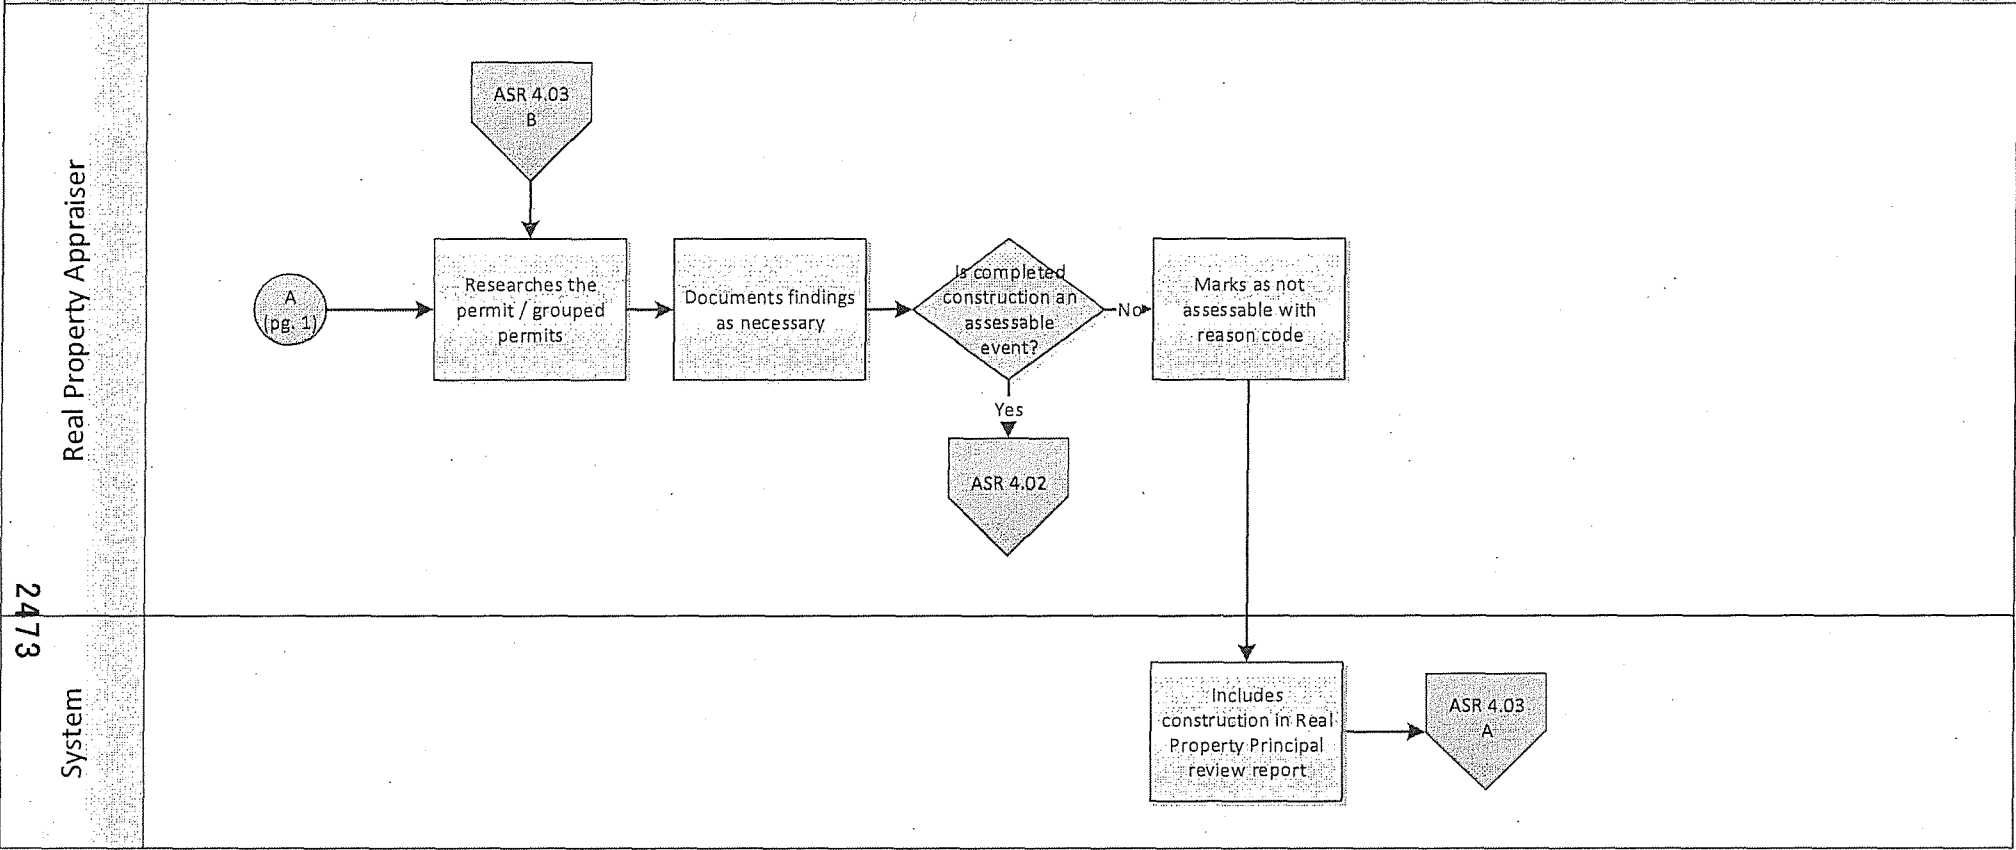 Real Property Appraiser
ASR 4.03
B
A
(pg. 1)
Researches the
permit / grouped
permits
Documents findings
as necessary
Is completed
construction an
assessable
event?
No
Marks as not
assessable with
reason code
Yes
ASR 4.02
2473
System
Includes
construction in Real
Property Principal
review report
ASR 4.03
A